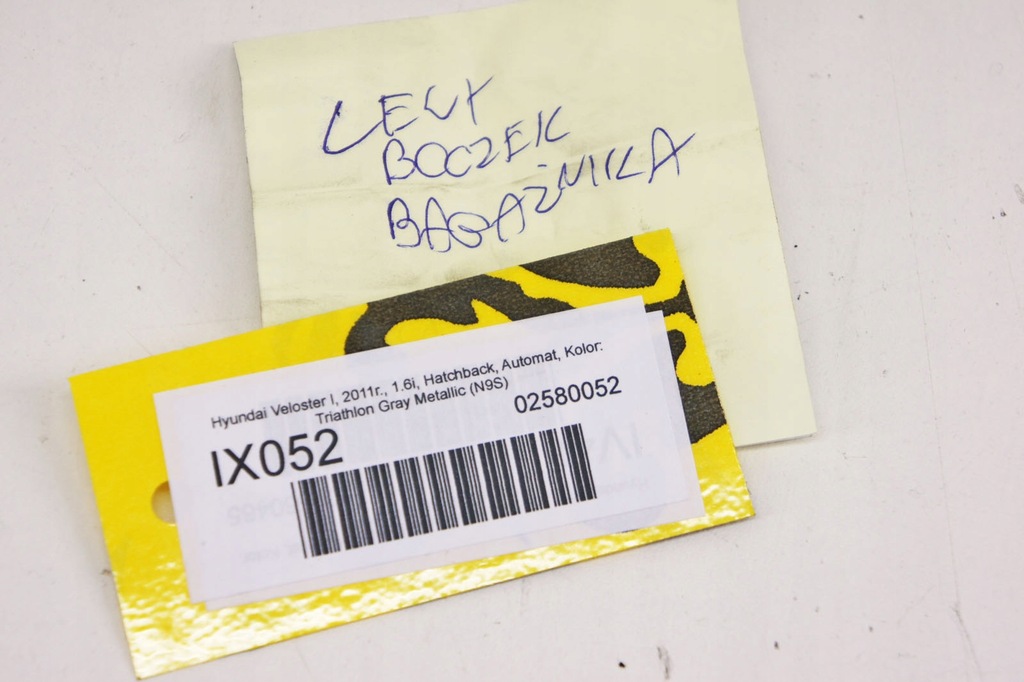 LEWY
BOCZEK
BAGAŻNIKA
Hyundai Veloster I, 2011r., 1.6i, Hatchback, Automat, Kolor:
Triathlon Gray Metallic (N9S)
02580052
IX052